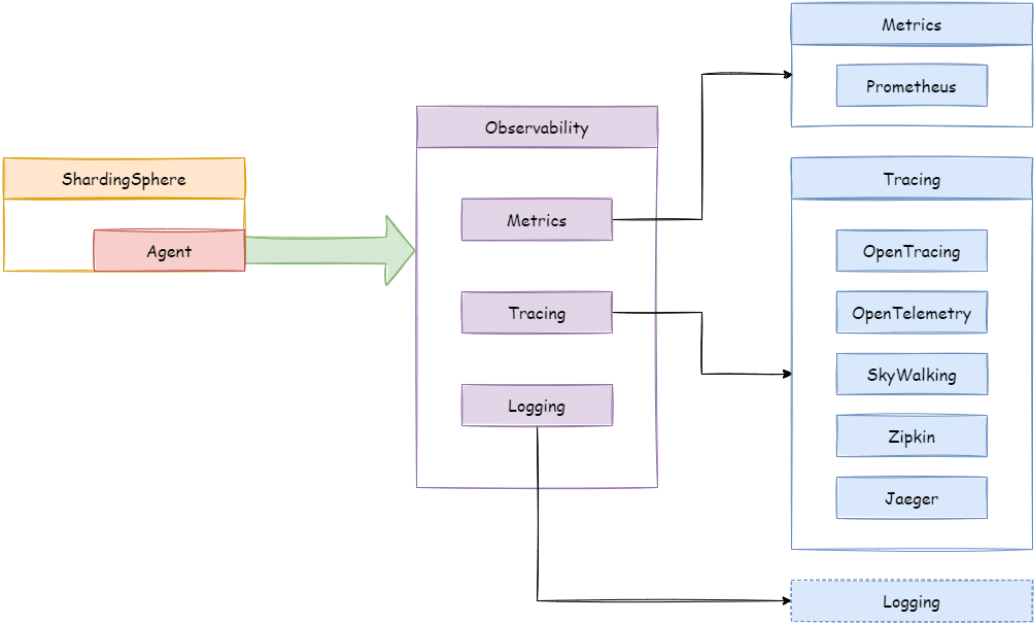 ShardingSphere
Agent
Observability
Metrics
Tracing
Logging
Metrics
Prometheus
Tracing
OpenTracing
OpenTelemetry
SkyWalking
Zipkin
Jaeger
Logging